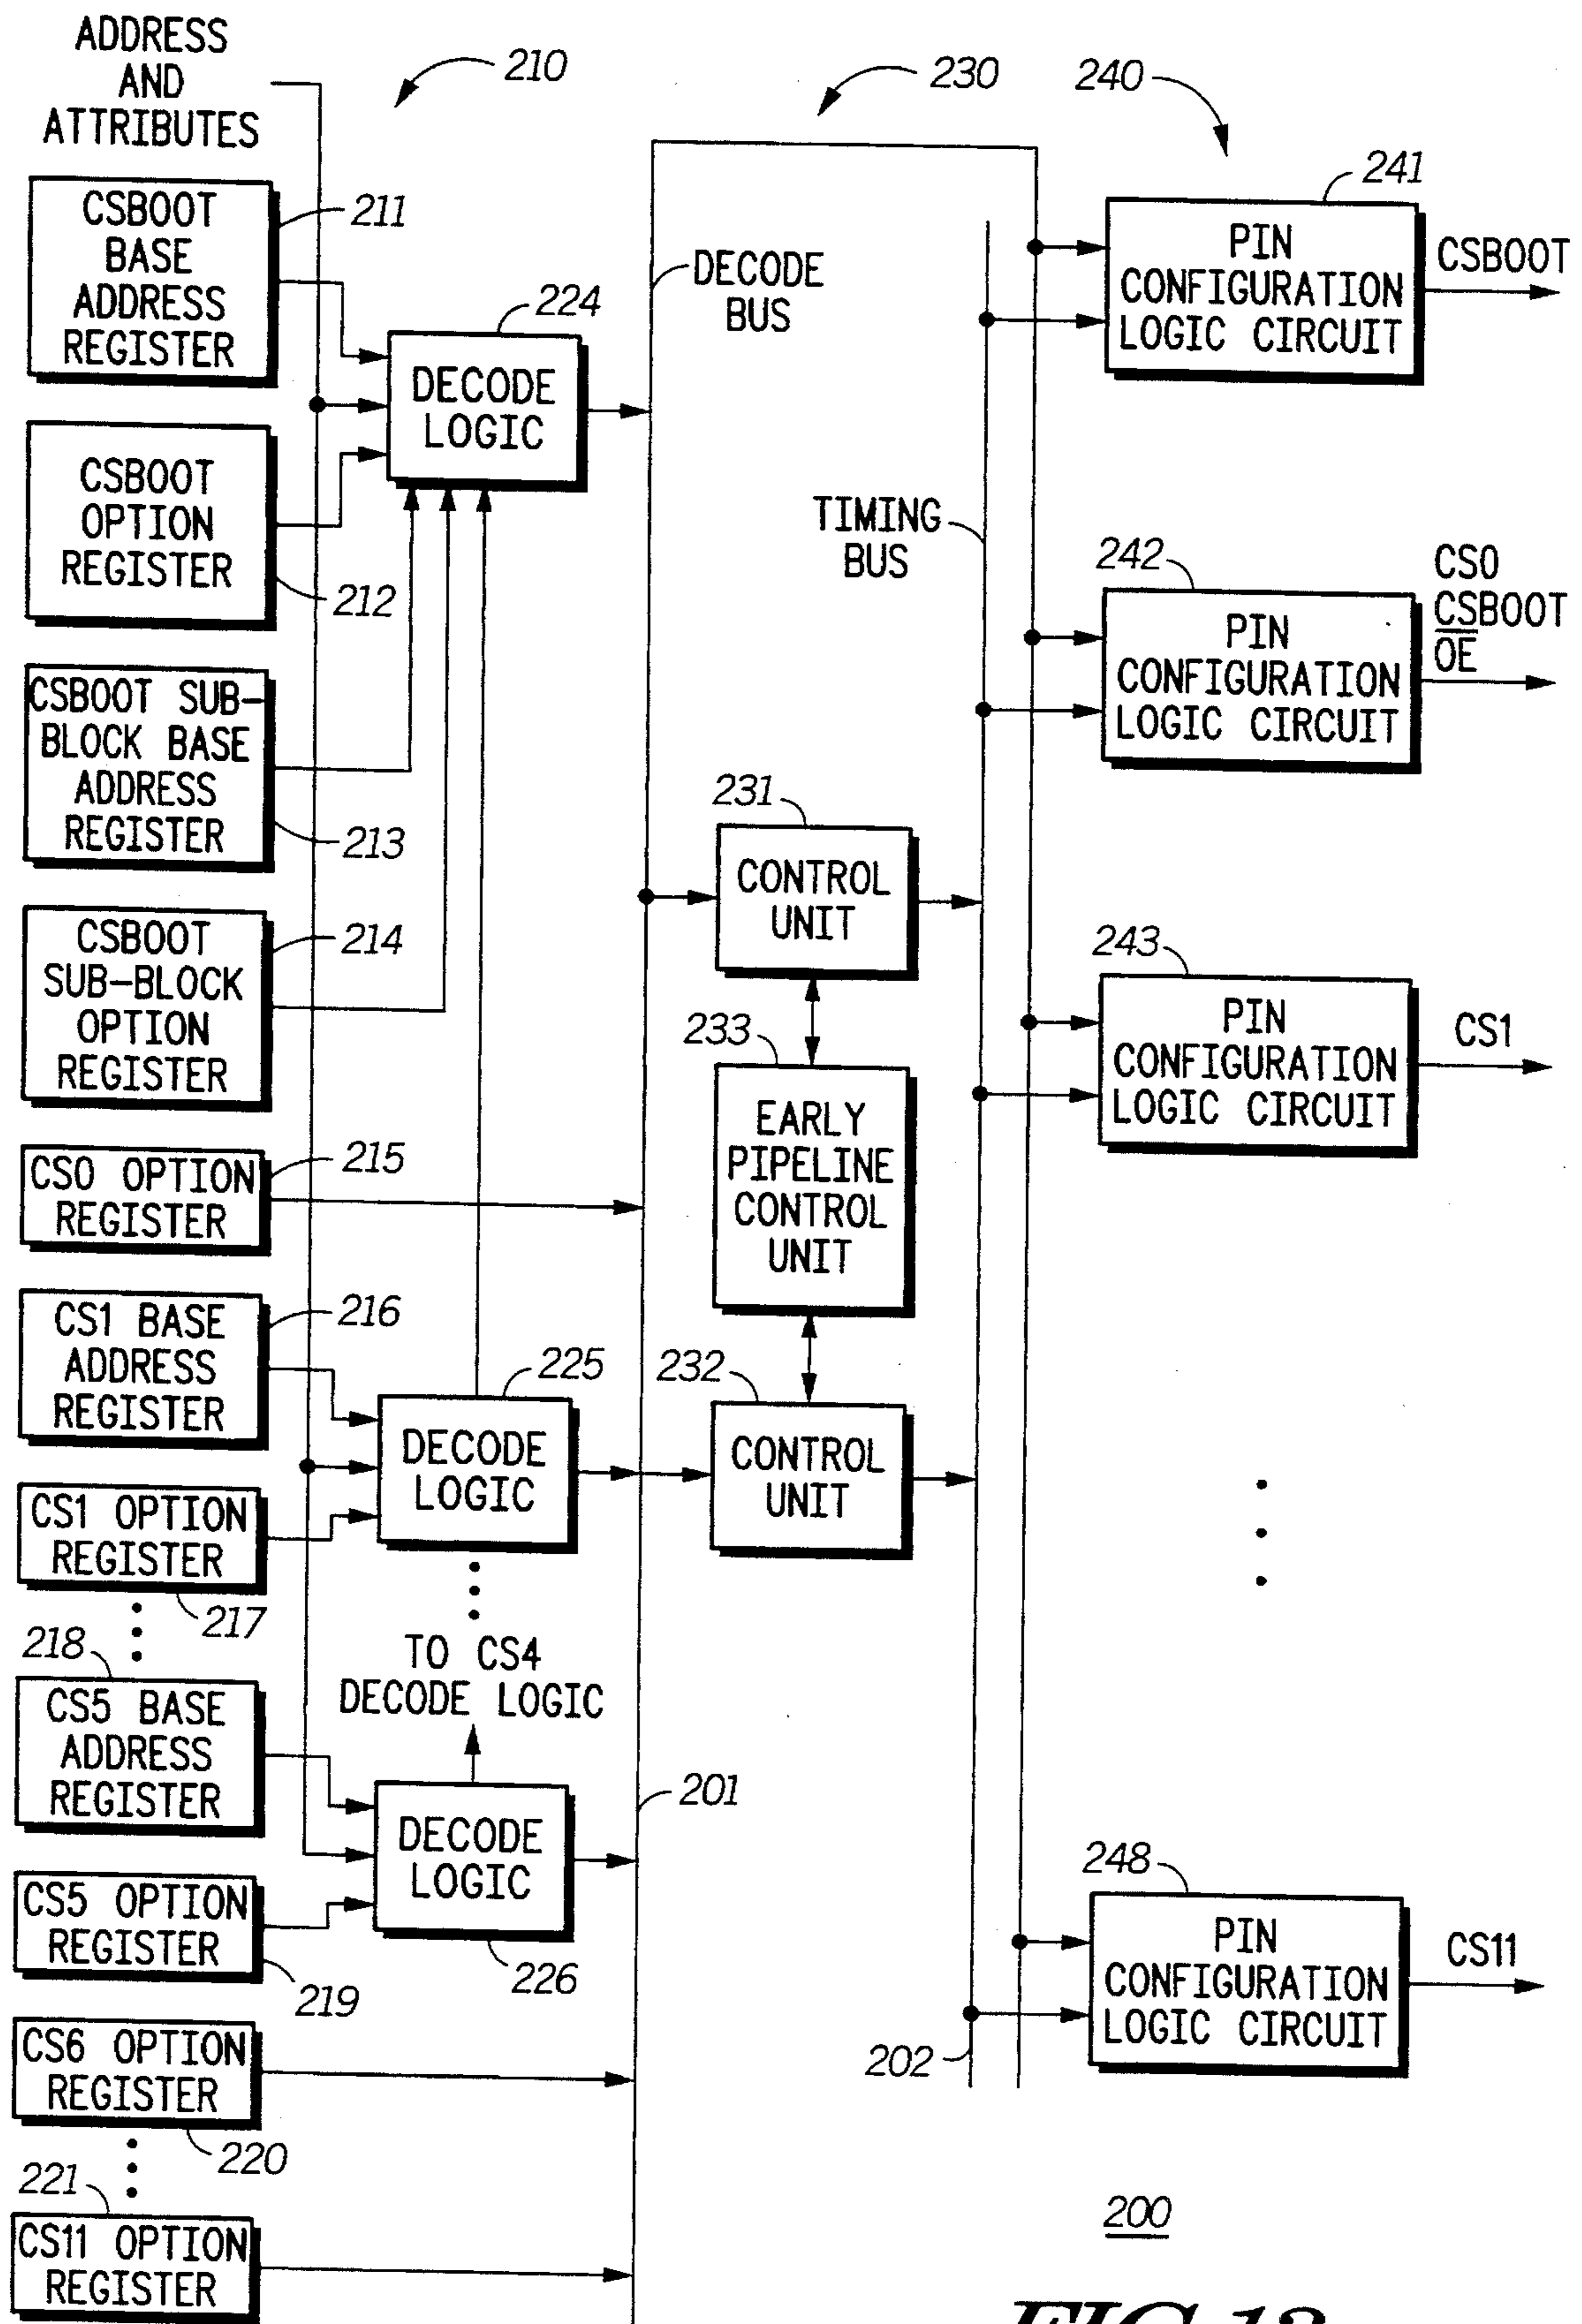 ADDRESS
AND
ATTRIBUTES
210
230
240
CSBOOT
BASE
ADDRESS
REGISTER
211
CSBOOT
OPTION
REGISTER
212
CSBOOT SUB-
BLOCK BASE
ADDRESS
REGISTER
213
CSBOOT
SUB-BLOCK
OPTION
REGISTER
214
CS0 OPTION
REGISTER
215
CS1 BASE
ADDRESS
REGISTER
216
CS1 OPTION
REGISTER
217
218
CS5 BASE
ADDRESS
REGISTER
CS5 OPTION
REGISTER
219
CS6 OPTION
REGISTER
220
221
CS11 OPTION
REGISTER
224
DECODE
LOGIC
225
DECODE
LOGIC
TO CS4
DECODE LOGIC
DECODE
LOGIC
226
DECODE
BUS
201
TIMING
BUS
231
CONTROL
UNIT
233
EARLY
PIPELINE
CONTROL
UNIT
232
CONTROL
UNIT
202
241
PIN
CONFIGURATION
LOGIC CIRCUIT
CSBOOT
242
PIN
CONFIGURATION
LOGIC CIRCUIT
CS0
CSBOOT
OE
243
PIN
CONFIGURATION
LOGIC CIRCUIT
CS1
248
PIN
CONFIGURATION
LOGIC CIRCUIT
CS11
200